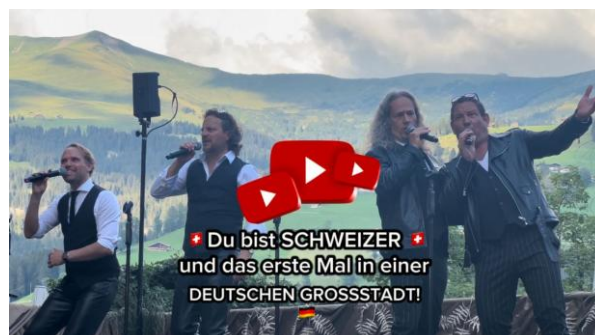 Du bist SCHWEIZER
und das erste Mal in einer
DEUTSCHEN GROSSSTADT!